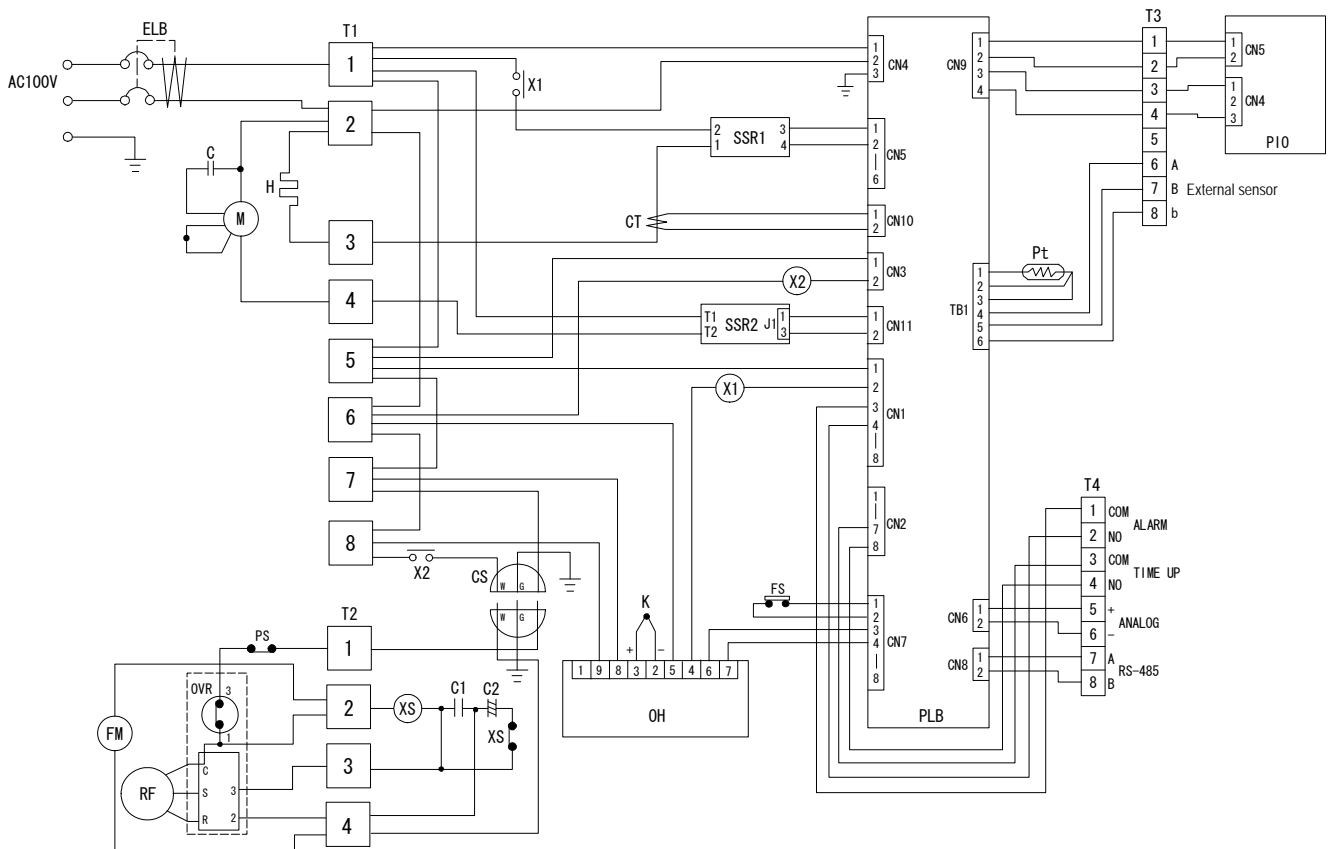 ELB
T1
T3
AC100V
1
X1
2
C
H
M
3
4
5
6
7
8
X2
CS
W G
W G
T2
PS
1
OVR 3
1
2
XS
C1
C2
XS
FM
3
RF
C
S 3
R 2
4
2 3
SSR1
1 4
CT
X2
T1
T2
SSR2 J1
1
3
X1
K
+ -
1 9 8 3 2 5 4 6 7
OH
FS
1
2
3
CN4
1
2
6
CN5
1
2
CN10
1
2
CN3
1
2
CN11
1
2
3
4
8
CN1
1
7
8
CN2
1
2
3
4
8
CN7
PLB
CN9
1
2
3
4
TB1
1
2
3
4
5
6
Pt
CN6
1
2
CN8
1
2
1
2
3
4
5
6 A
7 B External sensor
8 b
1
2
CN5
1
2
3
CN4
PIO
T4
1 COM
ALARM
2 NO
3 COM
TIME UP
4 NO
5 +
ANALOG
6 -
7 A
RS-485
8 B